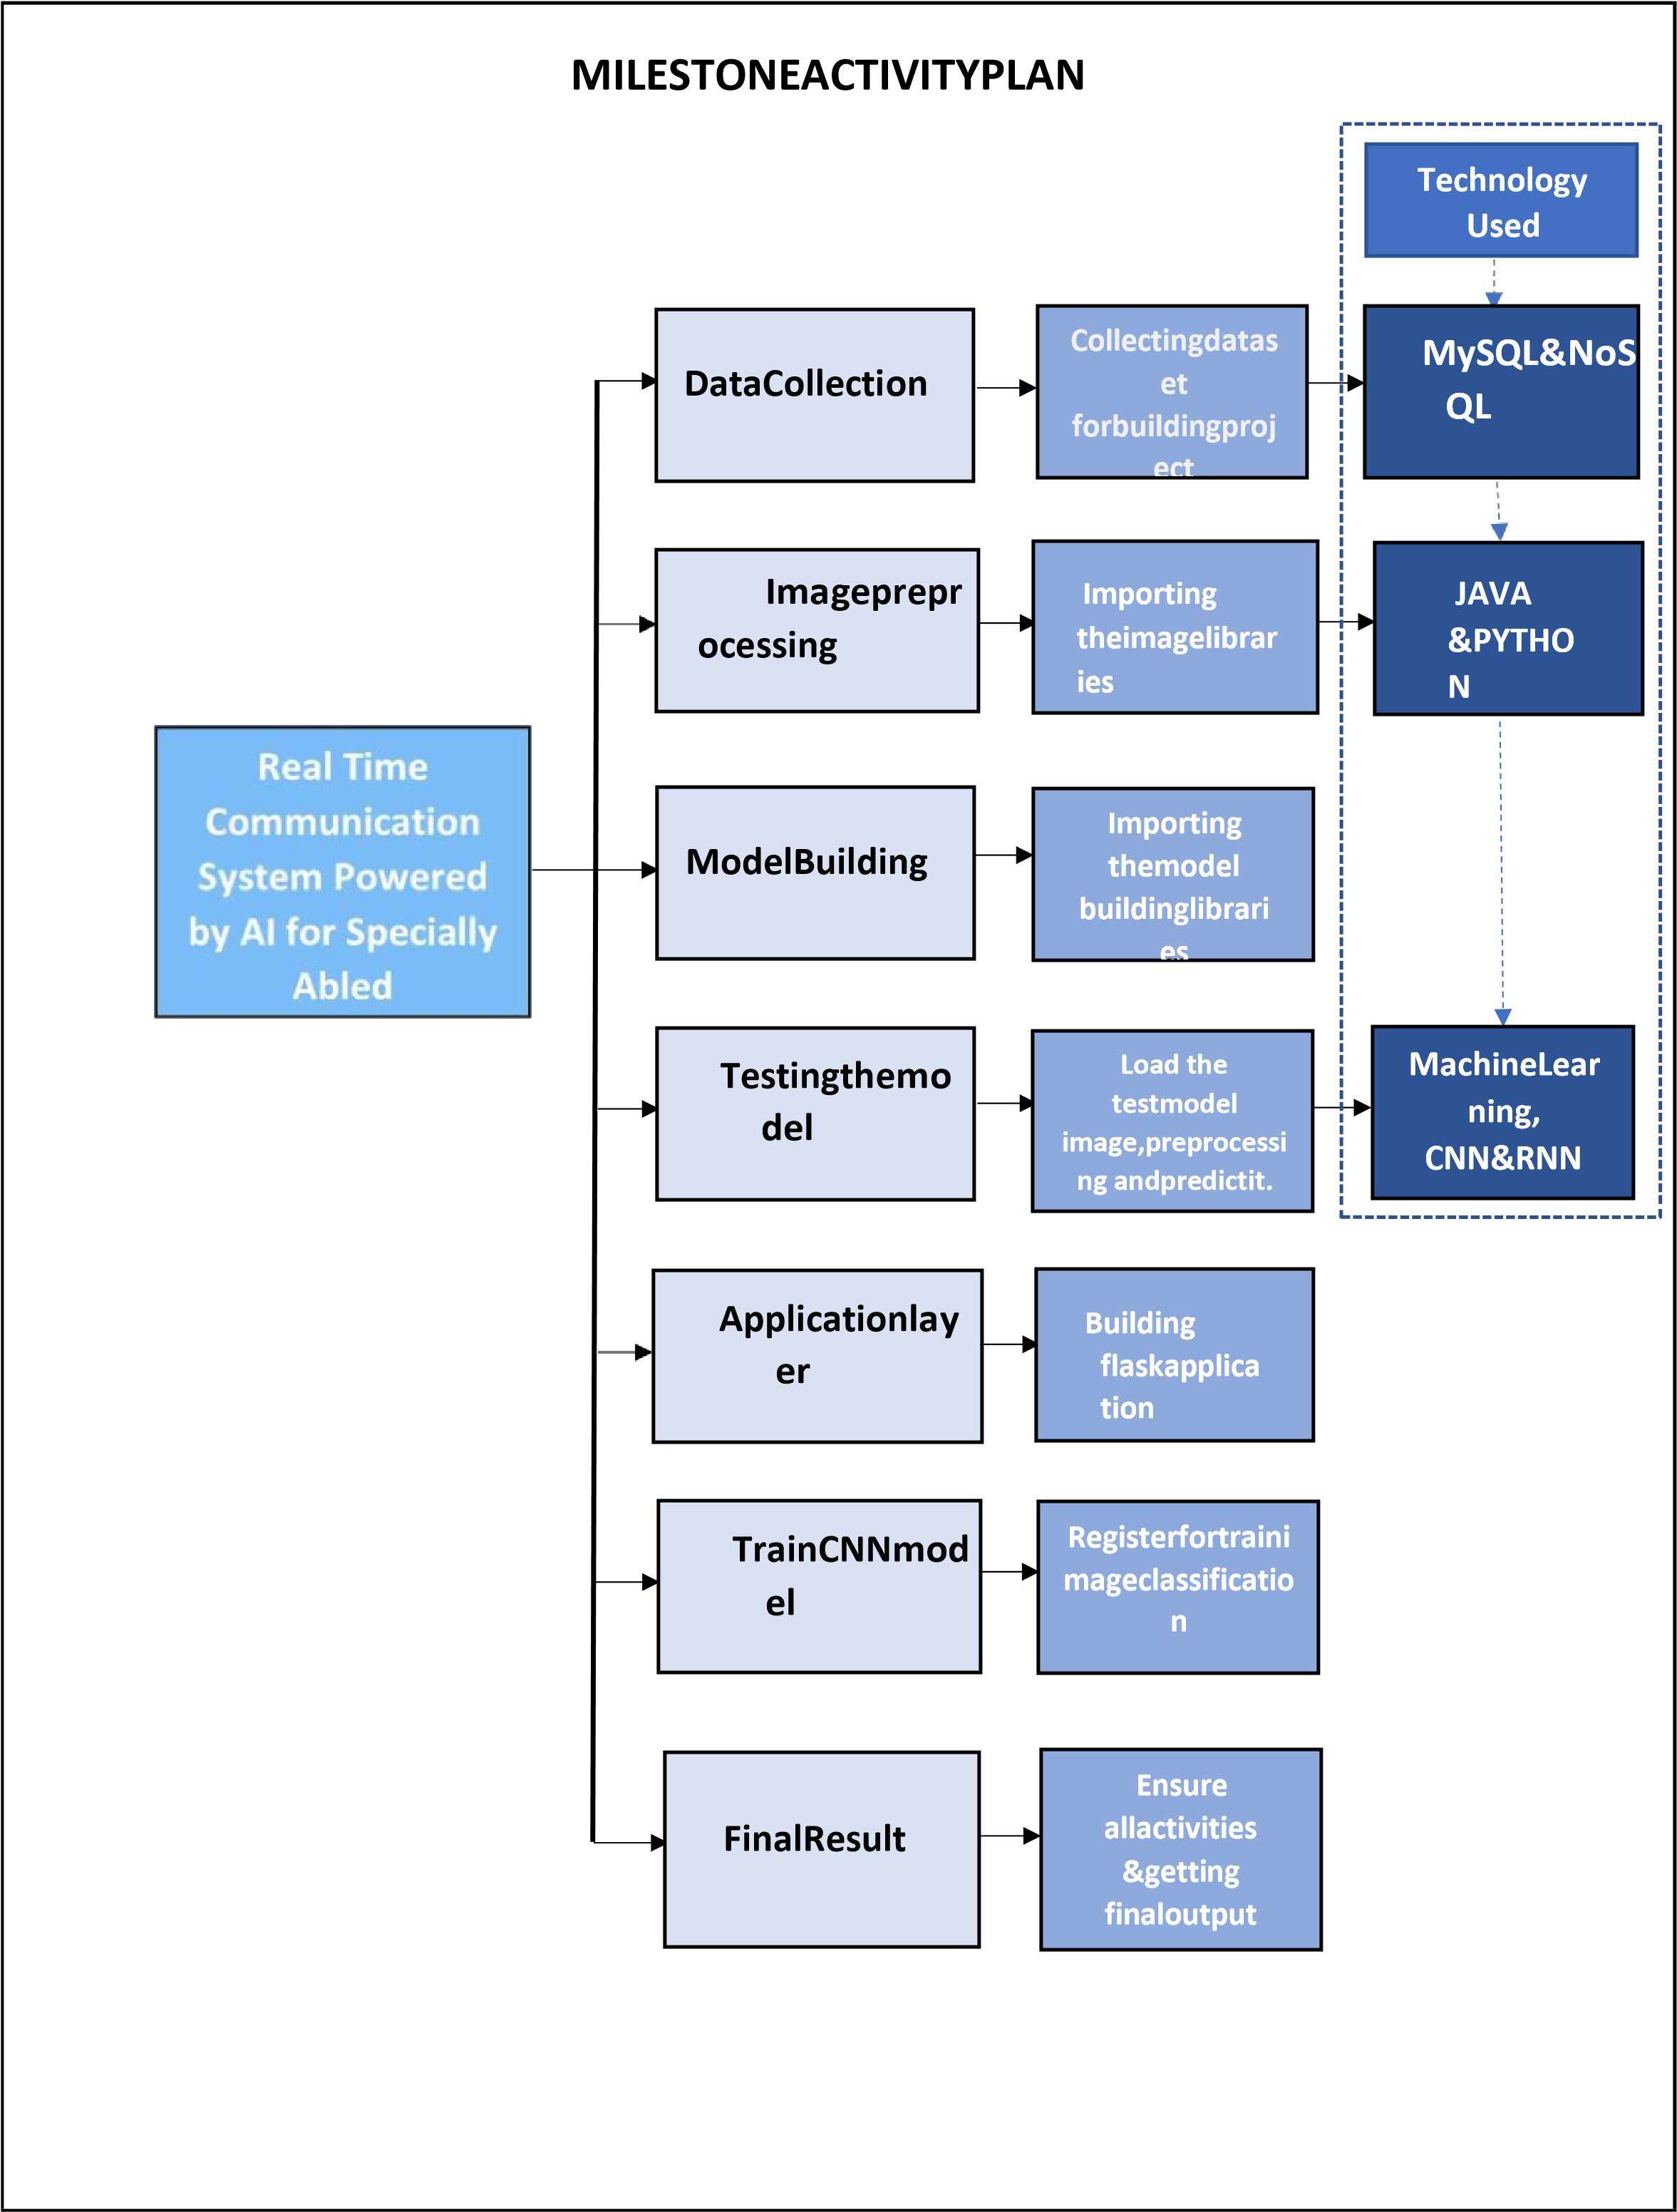 MILESTONEACTIVITYPLAN
Technology
Used
DataCollection
Collectingdatas
et
forbuildingproj
ect
MySQL&NoS
QL
Imageprepr
ocessing
Importing
theimagelibrar
ies
JAVA
&PYTHO
N
Real Time
Communication
System Powered
by AI for Specially
Abled
ModelBuilding
Importing
themodel
buildinglibrari
es
Testingthemo
del
Load the
testmodel
image,preprocessi
ng andpredictit.
MachineLear
ning,
CNN&RNN
Applicationlay
er
Building
flaskapplica
tion
TrainCNNmod
el
Registerfortraini
mageclassificatio
n
FinalResult
Ensure
allactivities
&getting
finaloutput